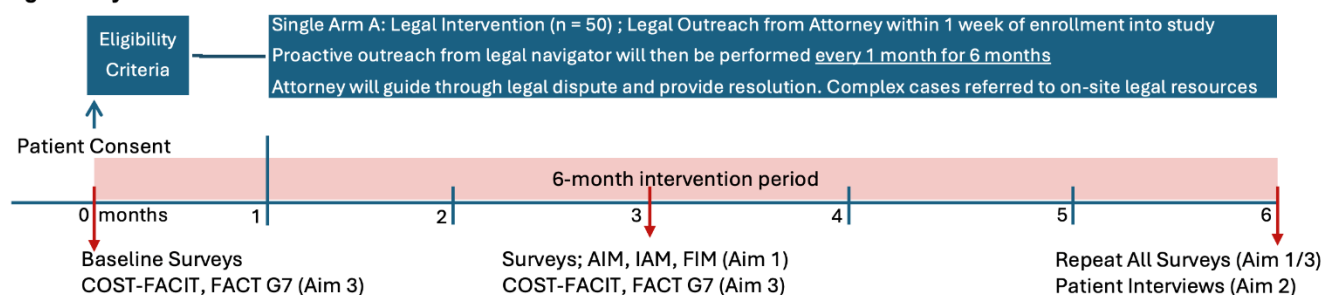 Eligibility
Criteria
Single Arm A: Legal Intervention (n = 50) ; Legal Outreach from Attorney within 1 week of enrollment into study
Proactive outreach from legal navigator will then be performed every 1 month for 6 months
Attorney will guide through legal dispute and provide resolution. Complex cases referred to on-site legal resources
Patient Consent
6-month intervention period
0 months 1 2 3 4 5 6
Baseline Surveys
COST-FACIT, FACT G7 (Aim 3)
Surveys; AIM, IAM, FIM (Aim 1)
COST-FACIT, FACT G7 (Aim 3)
Repeat All Surveys (Aim 1/3)
Patient Interviews (Aim 2)